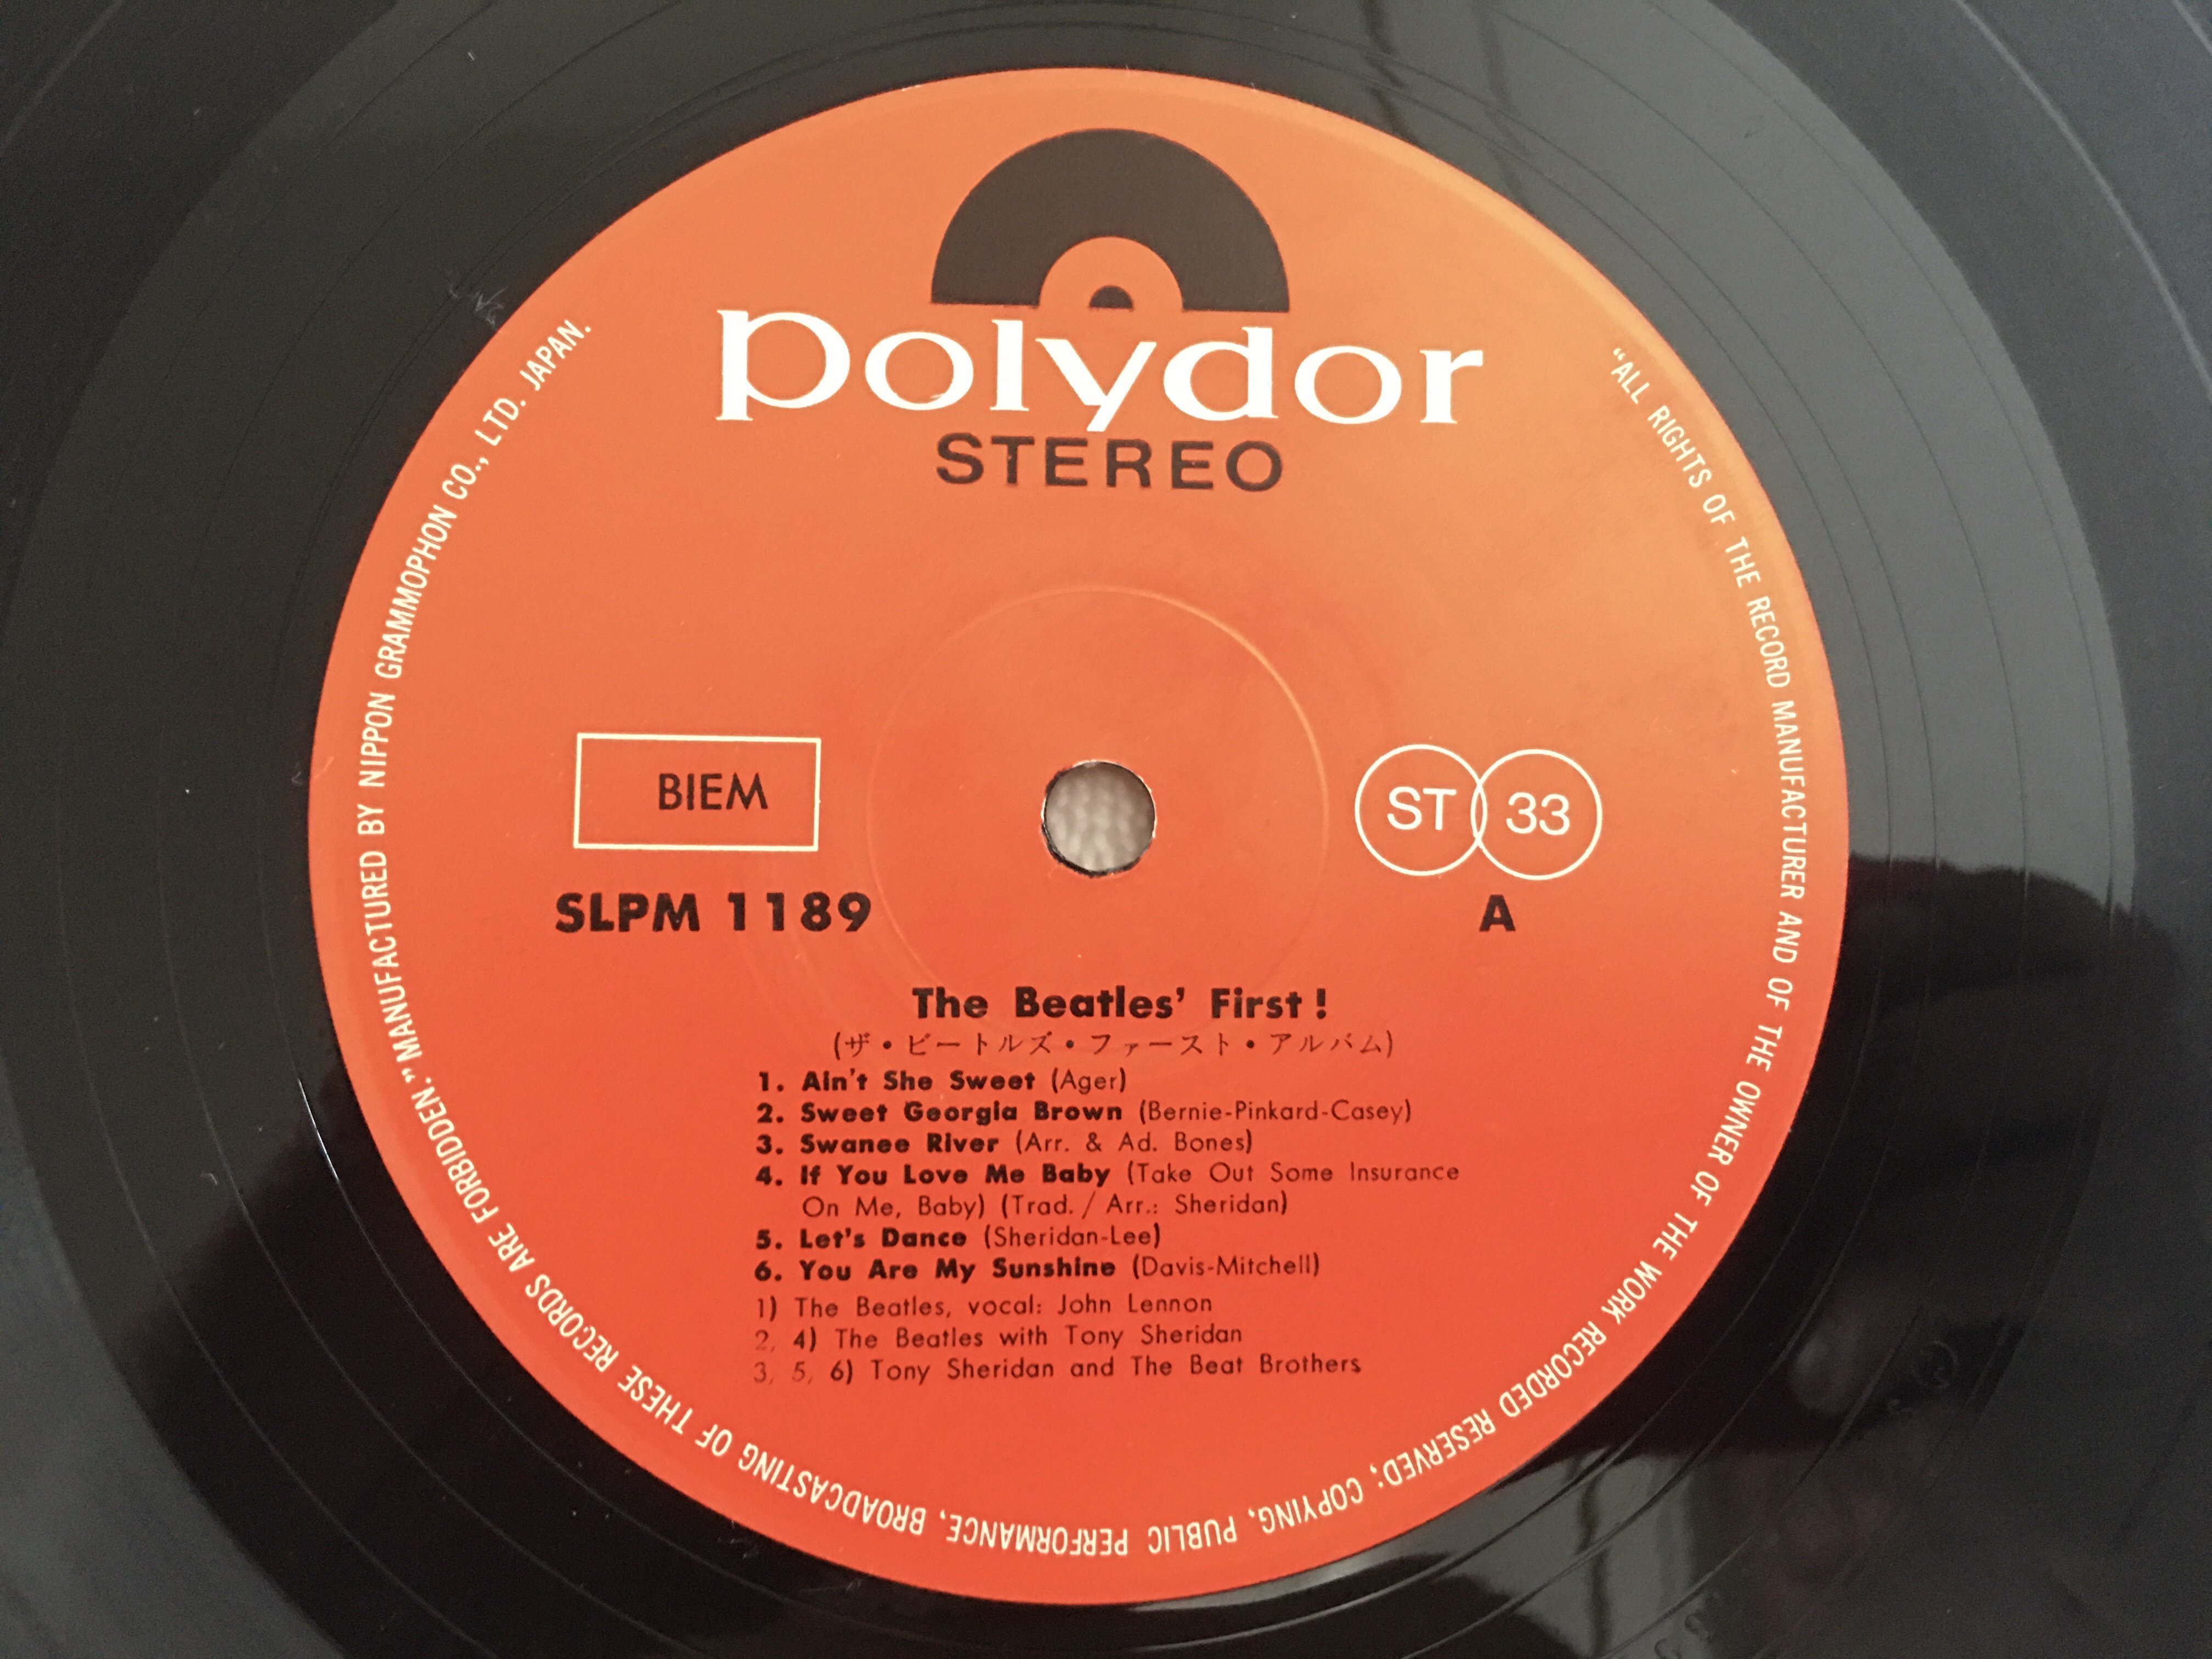 polydor
STEREO
BIEM
ST 33
SLPM 1189
A
The Beatles' First!
(ザ・ビートルズ・ファースト・アルバム)
1. Ain't She Sweet (Ager)
2. Sweet Georgia Brown (Bernie-Pinkard-Casey)
3. Swanee River (Arr. & Ad. Bones)
4. If You Love Me Baby (Take Out Some Insurance
On Me, Baby) (Trad. / Arr.: Sheridan)
5. Let's Dance (Sheridan-Lee)
6. You Are My Sunshine (Davis-Mitchell)
1) The Beatles, vocal: John Lennon
2, 4) The Beatles with Tony Sheridan
3, 5, 6) Tony Sheridan and The Beat Brothers
"ALL RIGHTS OF THE RECORD MANUFACTURER AND OF THE OWNER OF THE WORK RECORDED RESERVED; COPYING, PUBLIC PERFORMANCE, BROADCASTING OF THESE RECORDS ARE FORBIDDEN." MANUFACTURED BY NIPPON GRAMMOPHON CO., LTD. JAPAN.